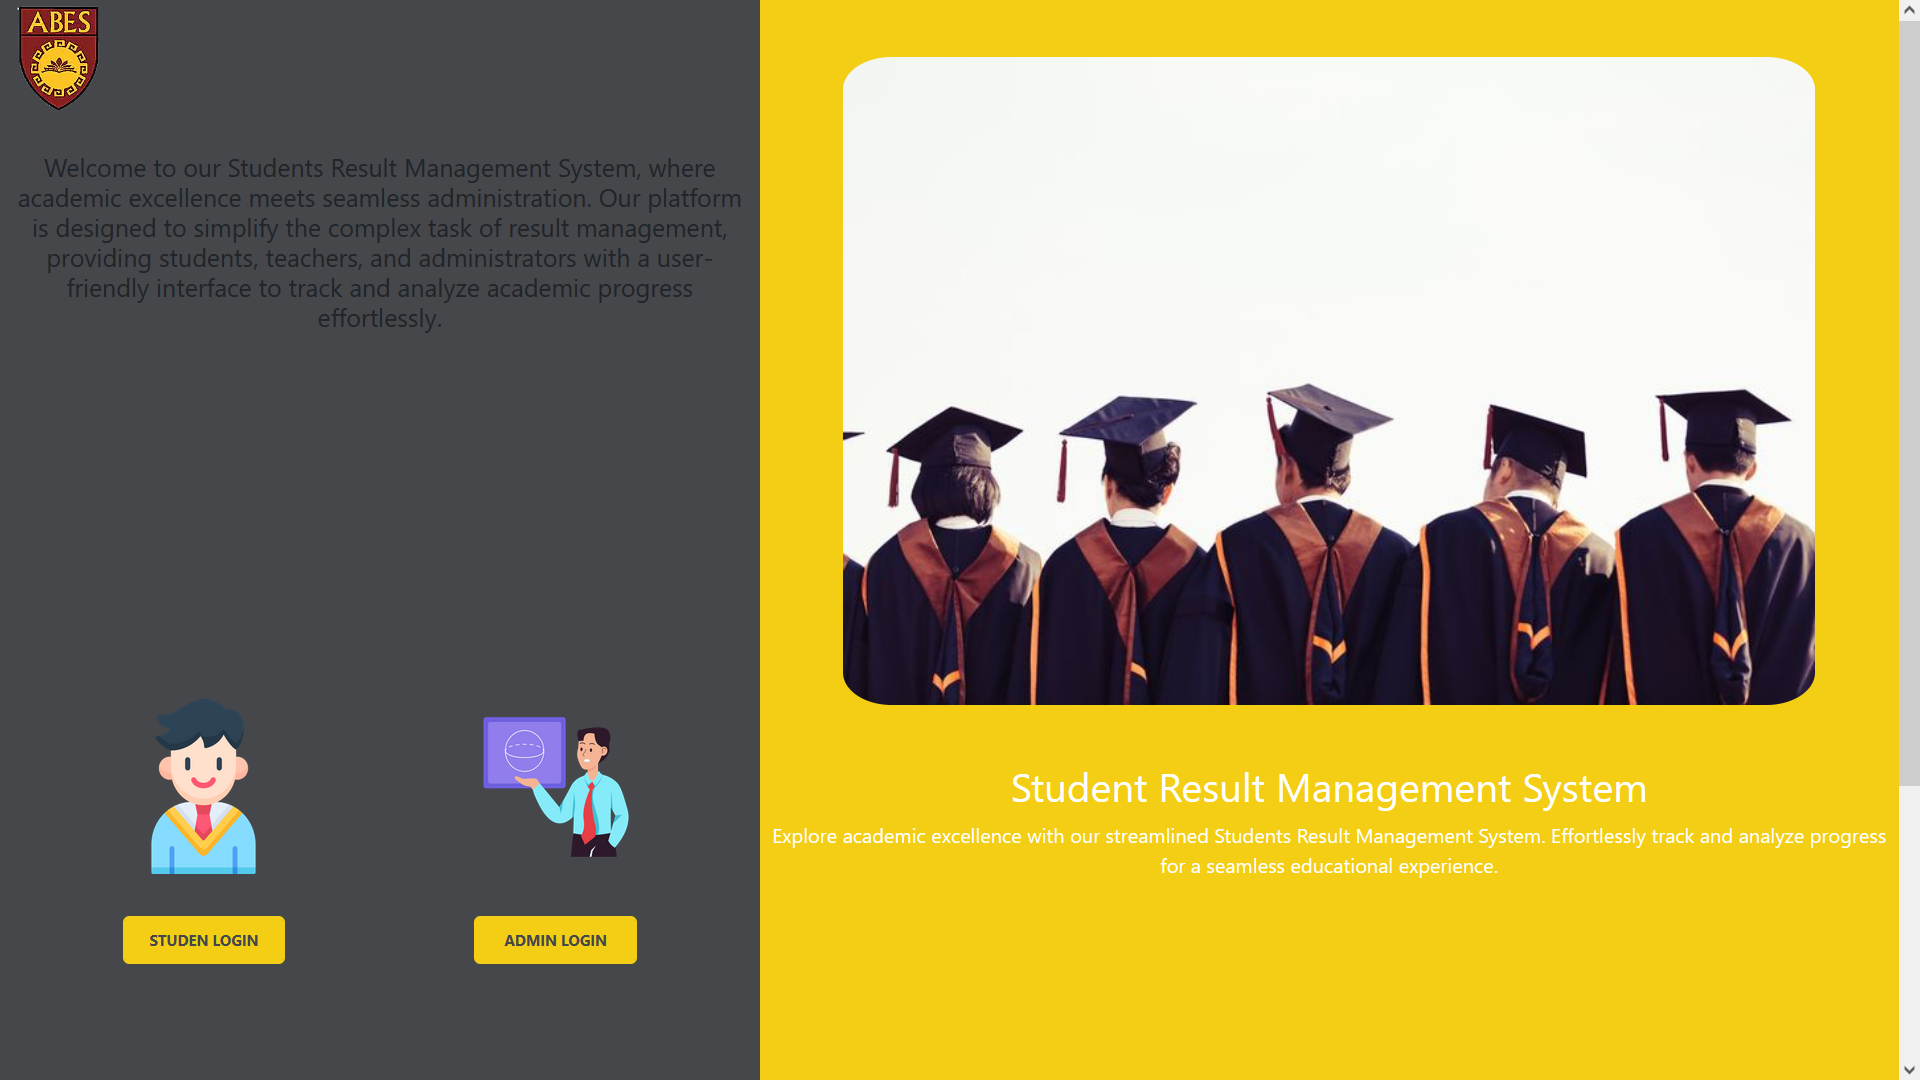 ABES
Welcome to our Students Result Management System, where
academic excellence meets seamless administration. Our platform
is designed to simplify the complex task of result management,
providing students, teachers, and administrators with a user-
friendly interface to track and analyze academic progress
effortlessly.
STUDEN LOGIN
ADMIN LOGIN
Student Result Management System
Explore academic excellence with our streamlined Students Result Management System. Effortlessly track and analyze progress
for a seamless educational experience.